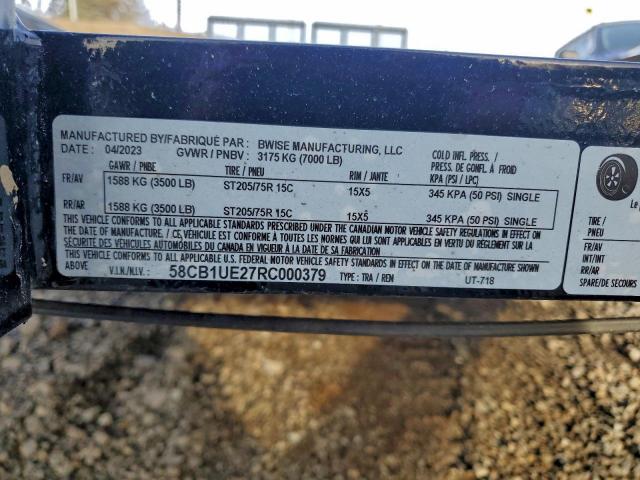 MANUFACTURED BY/FABRIQUÉ PAR : BWISE MANUFACTURING, LLC
DATE: 04/2023 GVWR / PNBV : 3175 KG (7000 LB)
GAWR / PNBE TIRE / PNEU RIM / JANTE COLD INFL. PRESS./ PRESS. DE GONFL. A FROID KPA (PSI / LPC)
FR/AV 1588 KG (3500 LB) ST205/75R 15C 15X5 345 KPA (50 PSI) SINGLE
RR/AR 1588 KG (3500 LB) ST205/75R 15C 15X5 345 KPA (50 PSI) SINGLE
THIS VEHICLE CONFORMS TO ALL APPLICABLE STANDARDS PRESCRIBED UNDER THE CANADIAN MOTOR VEHICLE SAFETY REGULATIONS IN EFFECT
ON THE DATE OF MANUFACTURE. / CE VÉHICULE EST CONFORME À TOUTES LES NORMES QUI LUI SONT APPLICABLES EN VERTU DU RÈGLEMENT SUR LA
SÉCURITÉ DES VÉHICULES AUTOMOBILES DU CANADA EN VIGUEUR À LA DATE DE SA FABRICATION.
THIS VEHICLE CONFORMS TO ALL APPLICABLE U.S. FEDERAL MOTOR VEHICLE SAFETY STANDARDS IN EFFECT ON THE DATE OF MANUFACTURE
SHOWN ABOVE.
V.I.N./N.I.V.: 58CB1UE27RC000379 TYPE : TRA / REN UT-718
Le
TIRE /
PNEU
FR/AV
INT/INT
RR/AR
SPARE/DE SECOURS